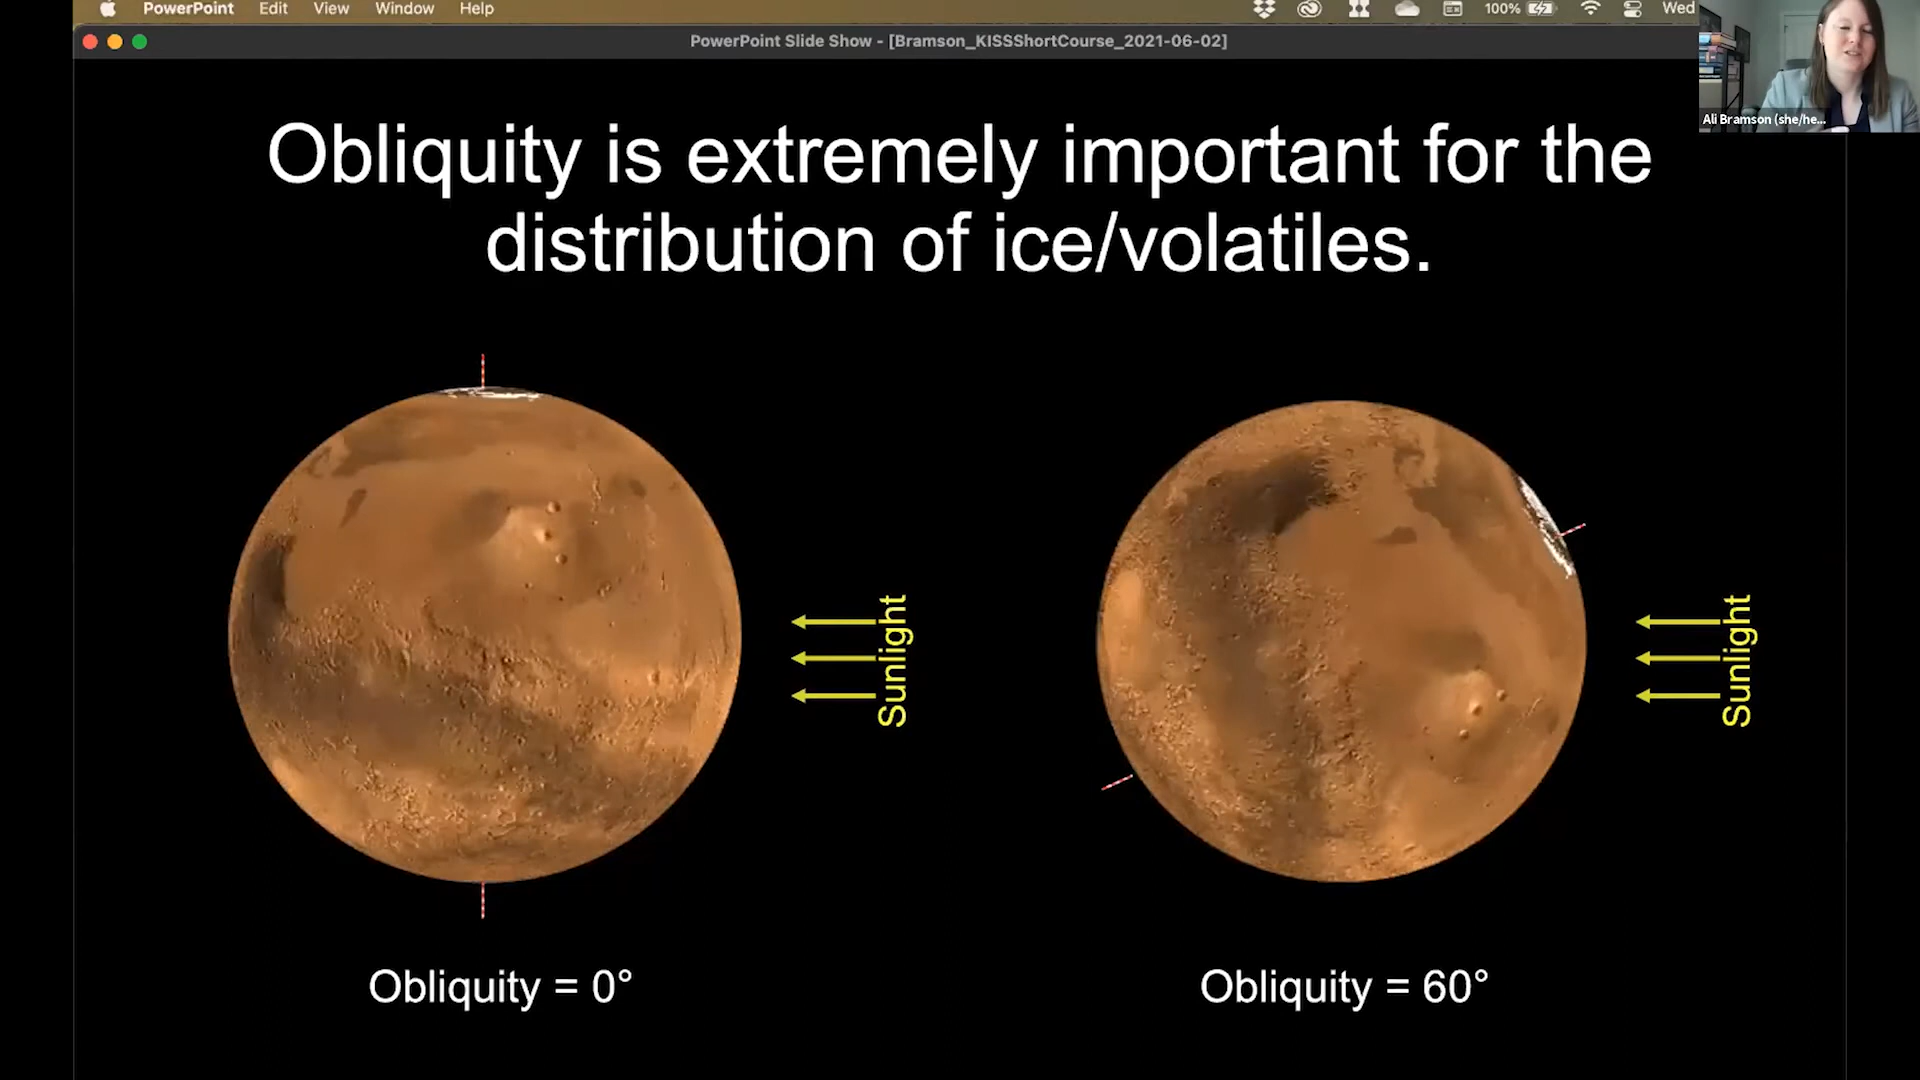 PowerPoint Edit View Window Help 100% Wed
PowerPoint Slide Show - [Bramson_KISSShortCourse_2021-06-02]
Ali Bramson (she/he...
Obliquity is extremely important for the
distribution of ice/volatiles.
Sunlight
Sunlight
Obliquity = 0°
Obliquity = 60°